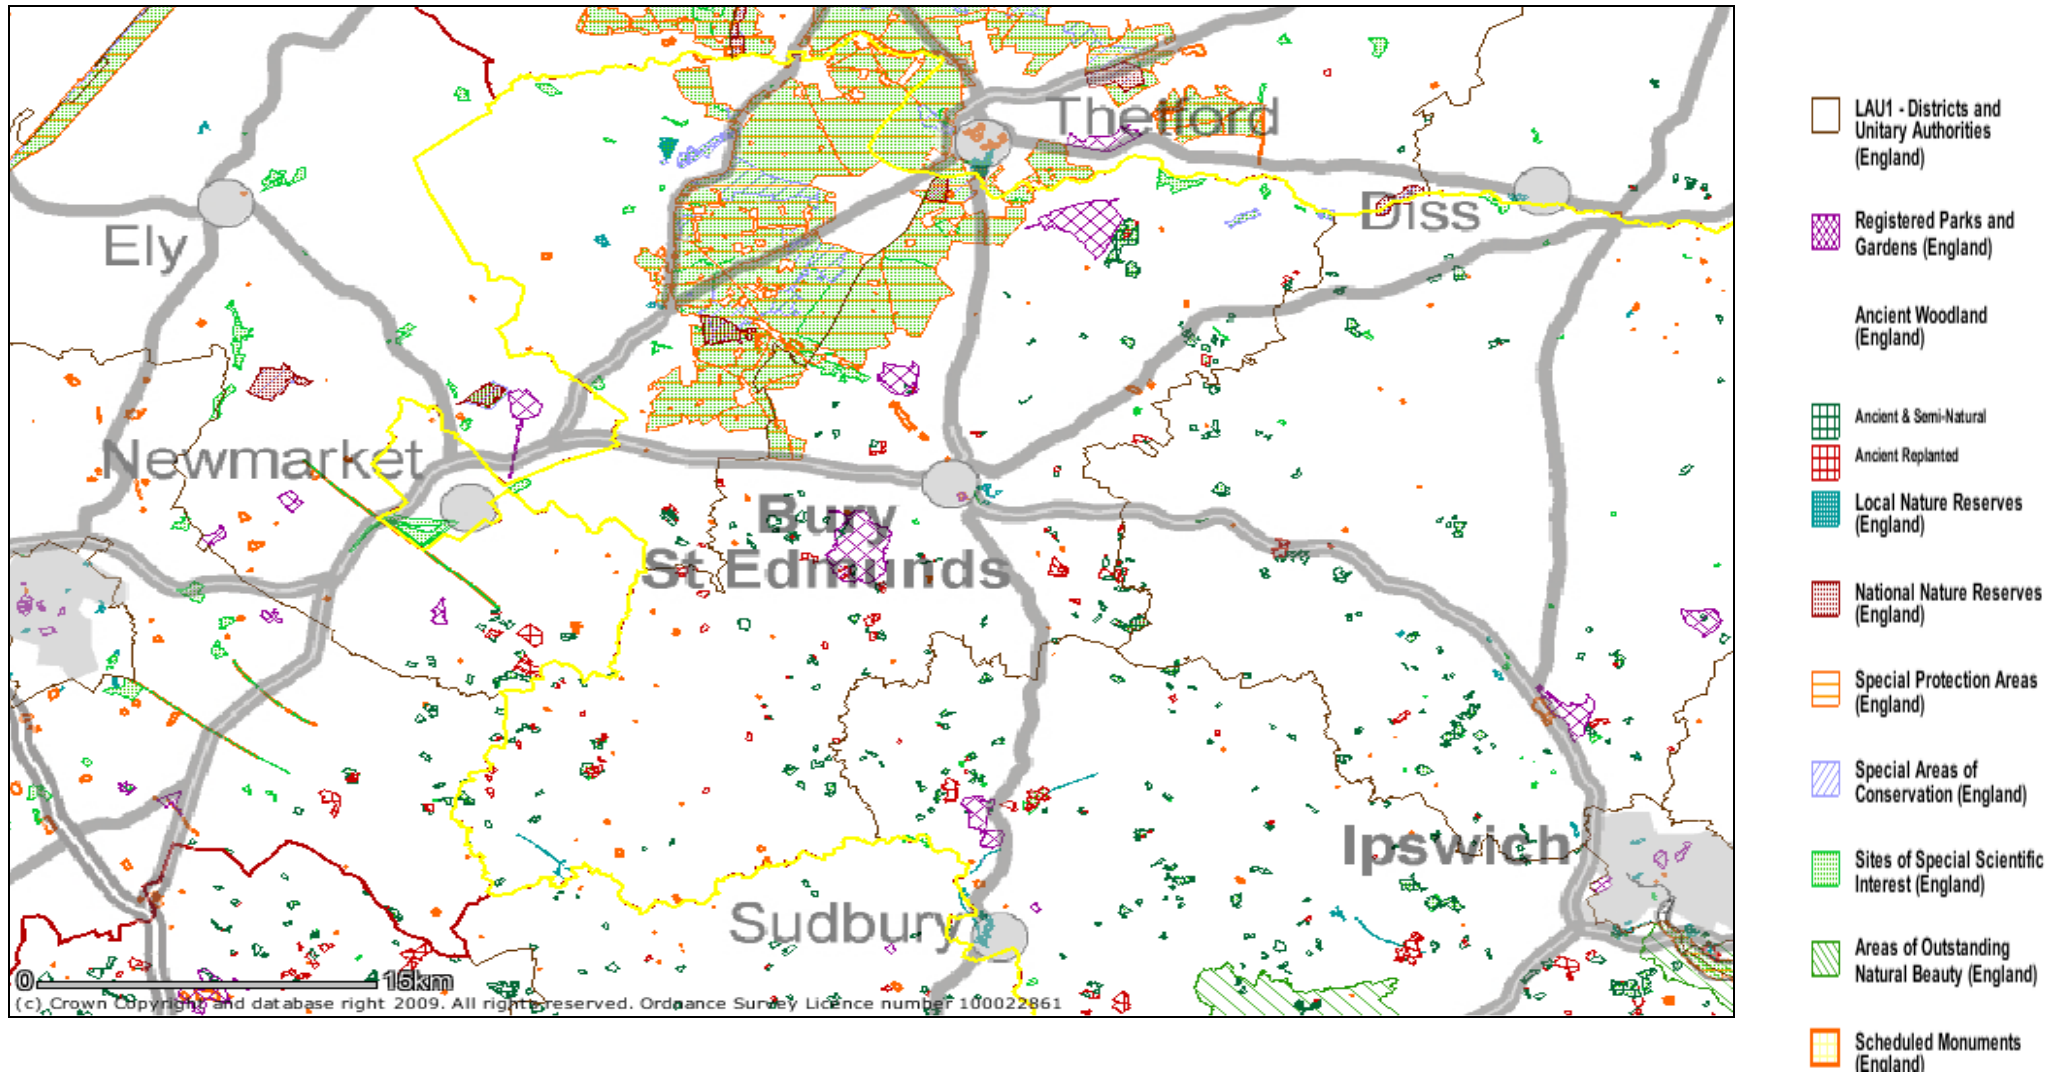 Thetford
Diss
Ely
Newmarket
Bury
St Edmunds
Ipswich
Sudbury
0 15km
(c) Crown Copyright and database right 2009. All rights reserved. Ordnance Survey Licence number 100022861
LAU1 - Districts and
Unitary Authorities
(England)
Registered Parks and
Gardens (England)
Ancient Woodland
(England)
Ancient & Semi-Natural
Ancient Replanted
Local Nature Reserves
(England)
National Nature Reserves
(England)
Special Protection Areas
(England)
Special Areas of
Conservation (England)
Sites of Special Scientific
Interest (England)
Areas of Outstanding
Natural Beauty (England)
Scheduled Monuments
(England)